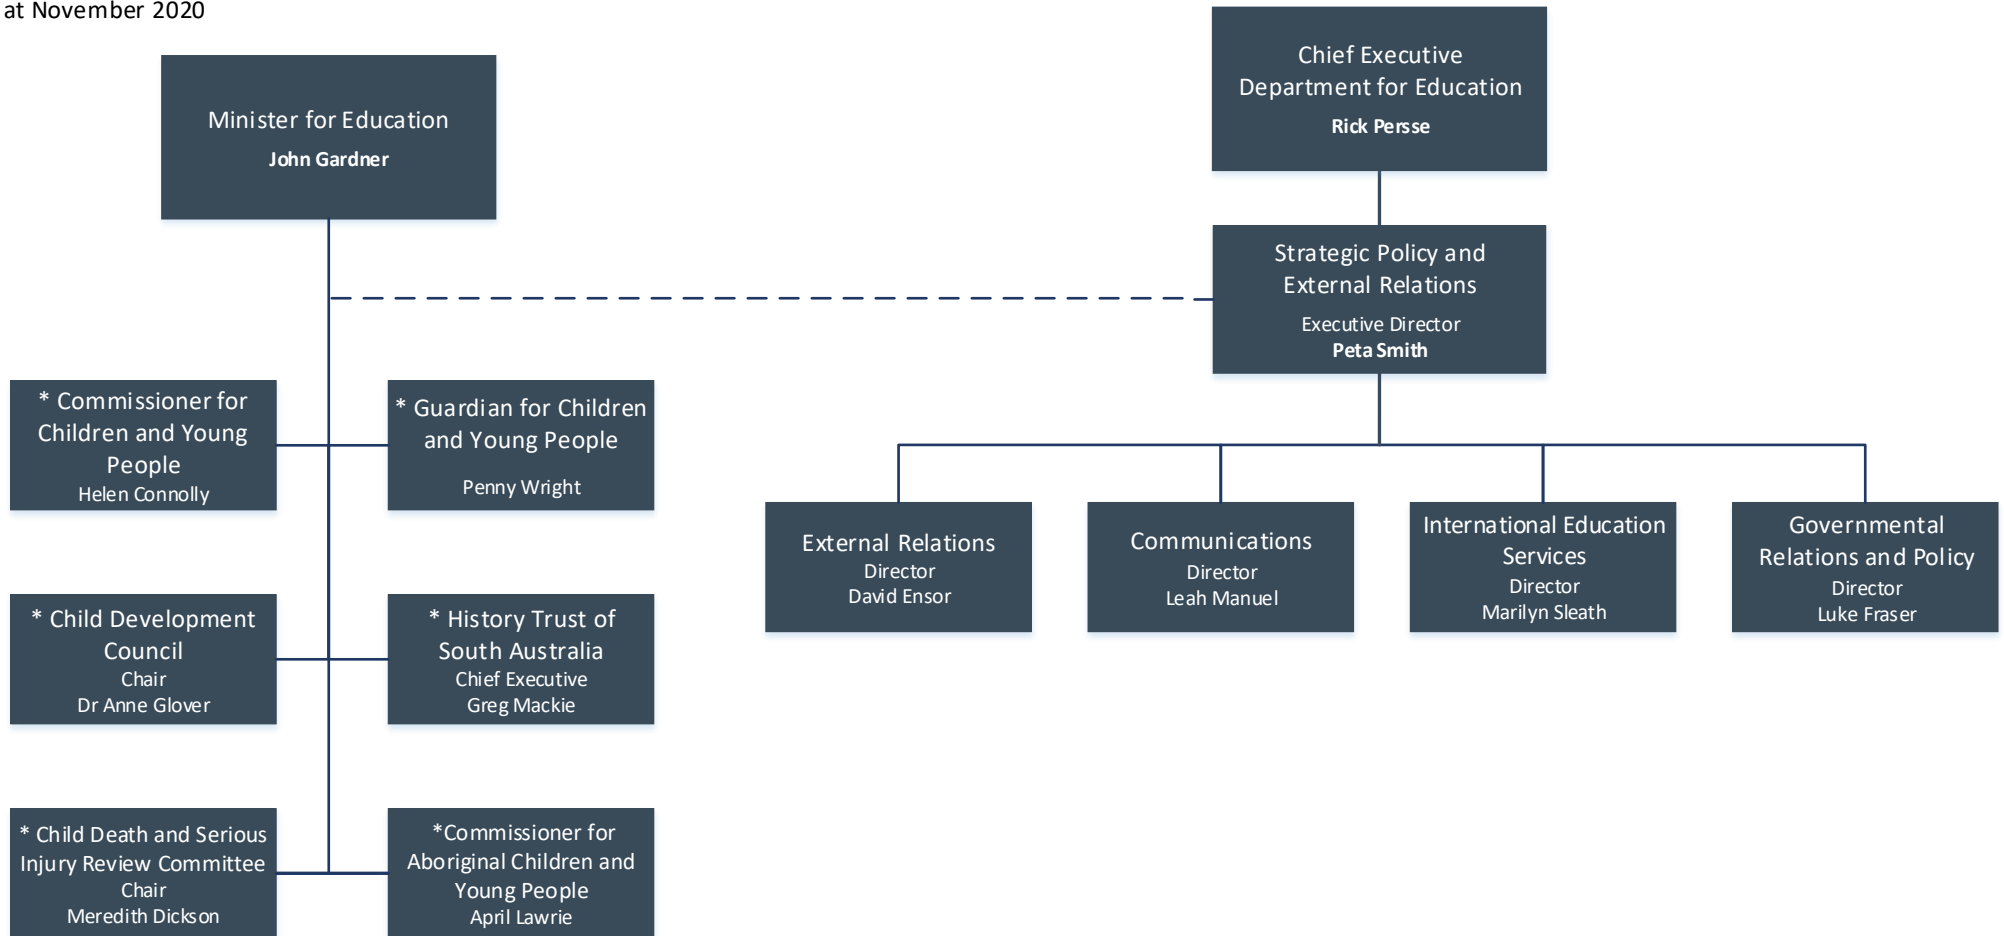 at November 2020
Minister for Education
John Gardner
Chief Executive
Department for Education
Rick Persse
Strategic Policy and
External Relations
Executive Director
Peta Smith
* Commissioner for
Children and Young
People
Helen Connolly
* Guardian for Children
and Young People
Penny Wright
External Relations
Director
David Ensor
Communications
Director
Leah Manuel
International Education
Services
Director
Marilyn Sleath
Governmental
Relations and Policy
Director
Luke Fraser
* Child Development
Council
Chair
Dr Anne Glover
* History Trust of
South Australia
Chief Executive
Greg Mackie
* Child Death and Serious
Injury Review Committee
Chair
Meredith Dickson
*Commissioner for
Aboriginal Children and
Young People
April Lawrie